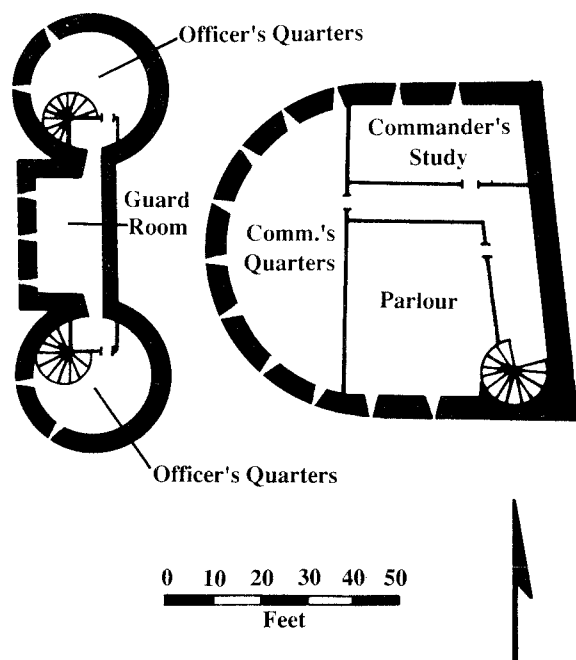 Officer's Quarters
Commander's
Study
Guard
Room
Comm.'s
Quarters
Parlour
Officer's Quarters
0 10 20 30 40 50
Feet